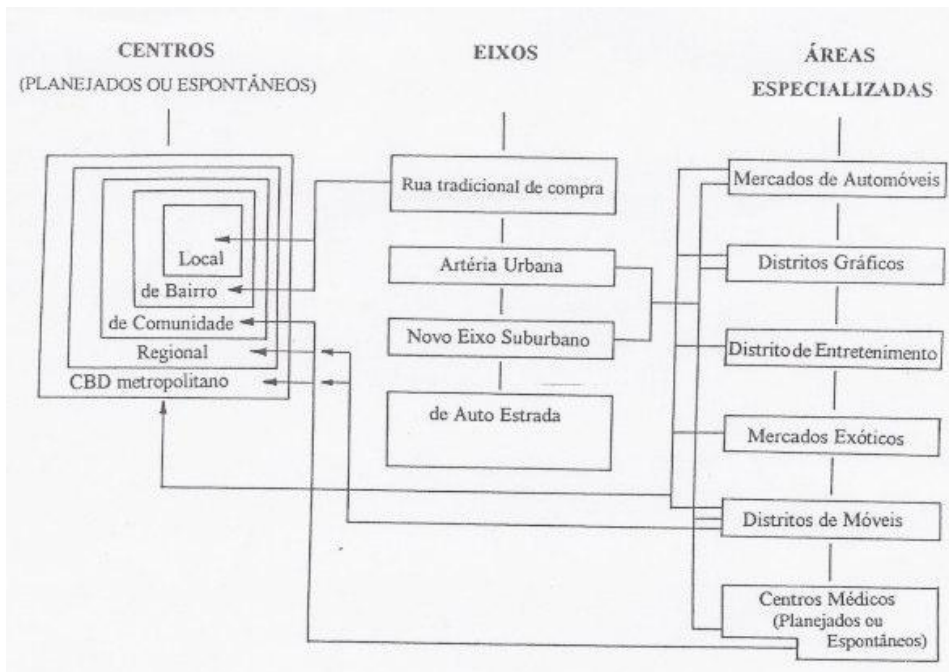 CENTROS
(PLANEJADOS OU ESPONTÂNEOS)
Local
de Bairro
de Comunidade
Regional
CBD metropolitano
EIXOS
Rua tradicional de compra
Artéria Urbana
Novo Eixo Suburbano
de Auto Estrada
ÁREAS
ESPECIALIZADAS
Mercados de Automóveis
Distritos Gráficos
Distrito de Entretenimento
Mercados Exóticos
Distritos de Móveis
Centros Médicos
(Planejados ou
Espontâneos)